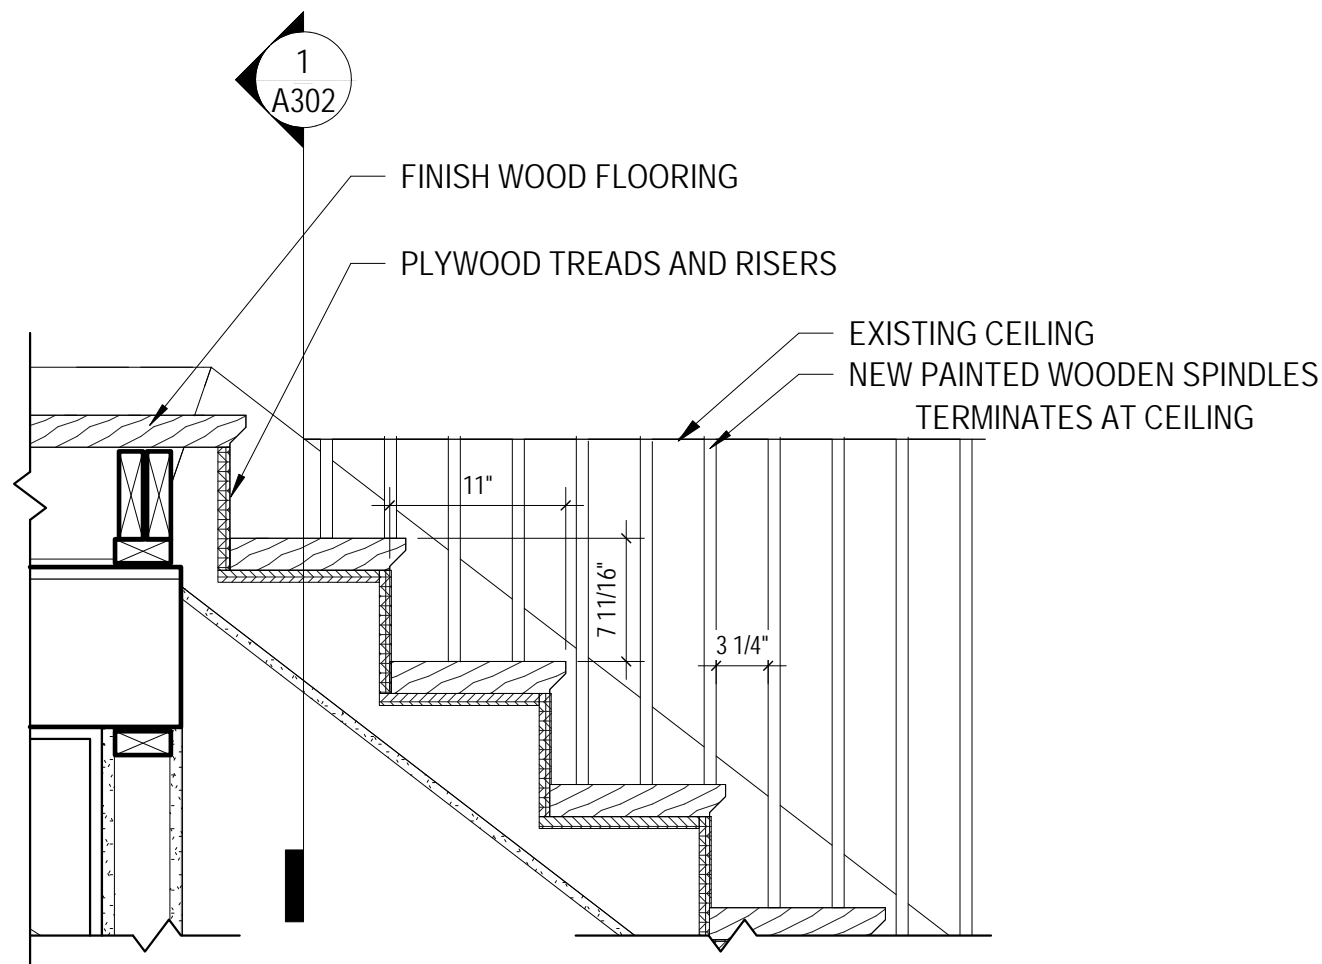 1
A302
FINISH WOOD FLOORING
PLYWOOD TREADS AND RISERS
EXISTING CEILING
NEW PAINTED WOODEN SPINDLES
TERMINATES AT CEILING
11"
7 11/16"
3 1/4"